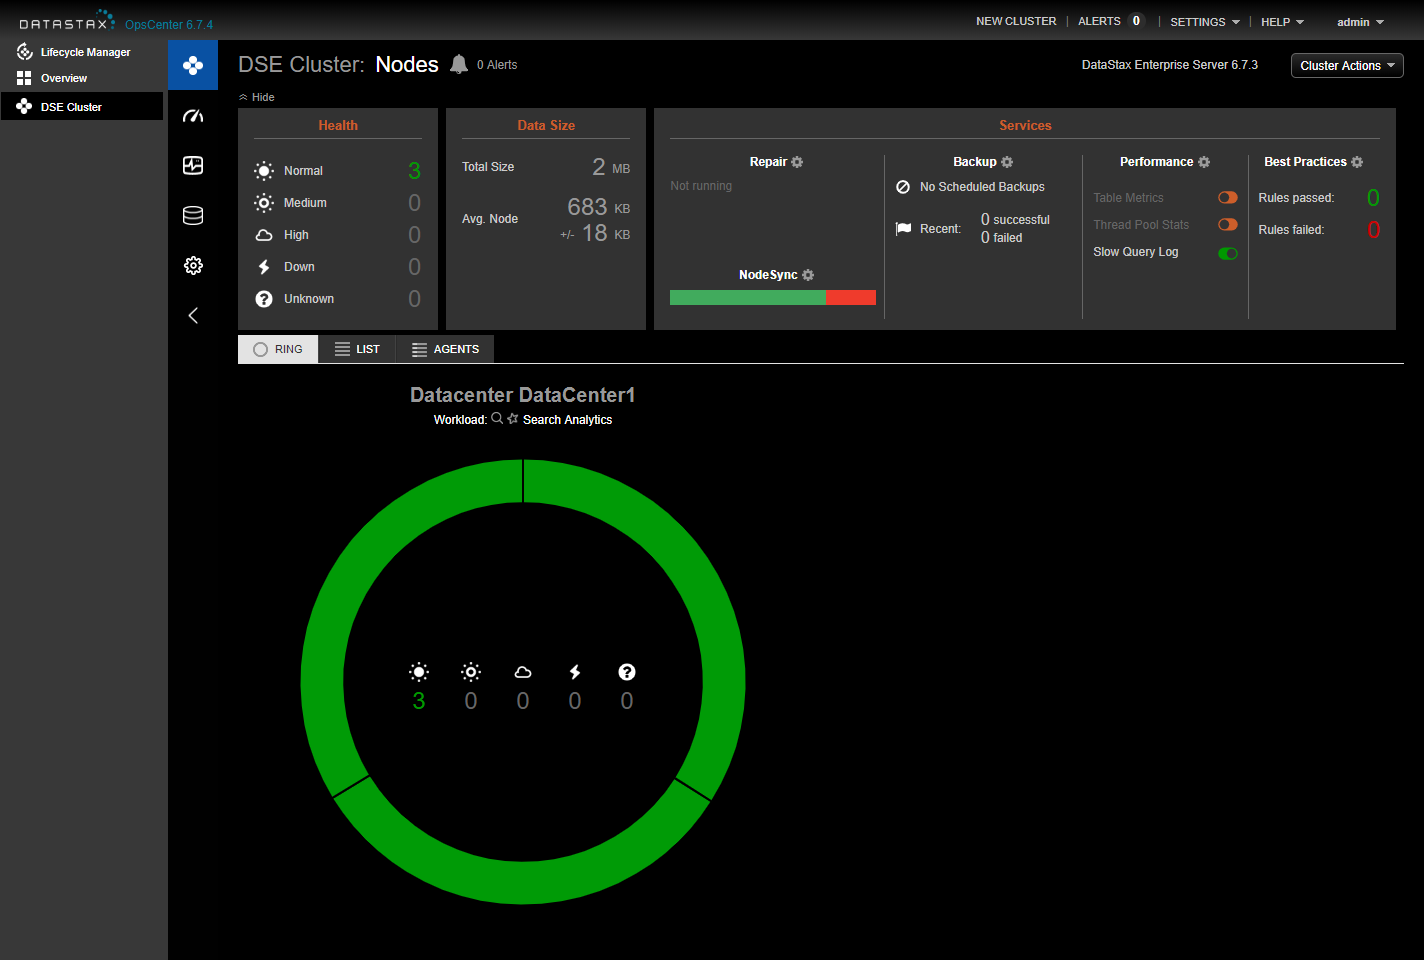 DATASTAX OpsCenter 6.7.4
NEW CLUSTER | ALERTS 0 | SETTINGS | HELP admin
Lifecycle Manager
Overview
DSE Cluster
DSE Cluster: Nodes 0 Alerts
DataStax Enterprise Server 6.7.3
Cluster Actions
Hide
Health
Normal 3
Medium 0
High 0
Down 0
Unknown 0
Data Size
Total Size 2 MB
Avg. Node 683 KB
+/- 18 KB
Services
Repair
Not running
NodeSync
Backup
No Scheduled Backups
Recent: 0 successful
0 failed
Performance
Table Metrics
Thread Pool Stats
Slow Query Log
Best Practices
Rules passed: 0
Rules failed: 0
RING LIST AGENTS
Datacenter DataCenter1
Workload: Search Analytics
?
3 0 0 0 0